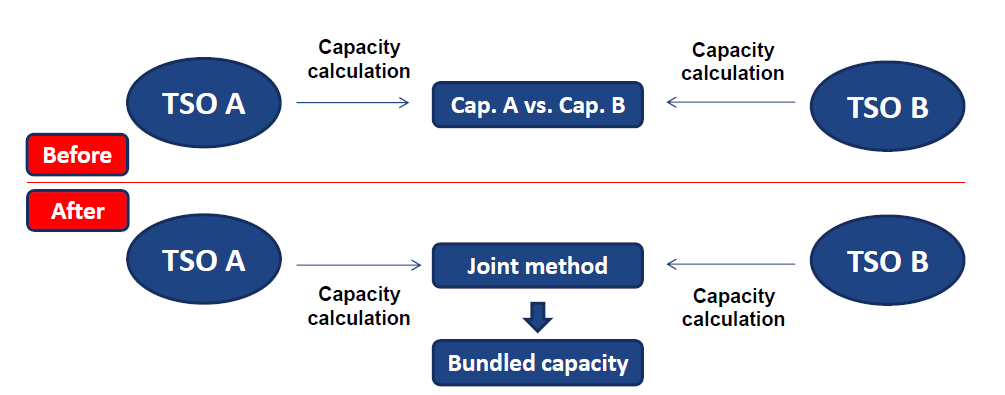 Capacity
calculation
Capacity
calculation
TSO A
Cap. A vs. Cap. B
TSO B
Before
After
TSO A
Joint method
TSO B
Capacity
calculation
Capacity
calculation
Bundled capacity